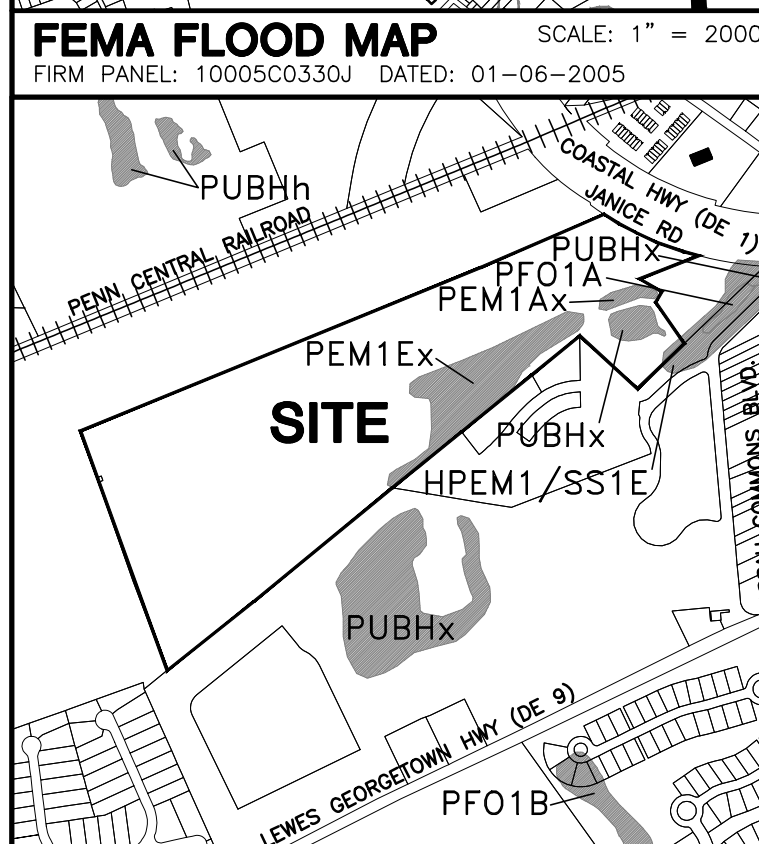 FEMA FLOOD MAP
SCALE: 1" = 2000
FIRM PANEL: 10005C0330J DATED: 01-06-2005
PUBHh
PENN CENTRAL RAILROAD
COASTAL HWY (DE 1)
JANICE RD
PUBHx
PFO1A
PEM1Ax
PEM1Ex
SITE
PUBHx
HPEM1/SS1E
COMMONS BLVD.
PUBHx
LEWES GEORGETOWN HWY (DE 9)
PFO1B